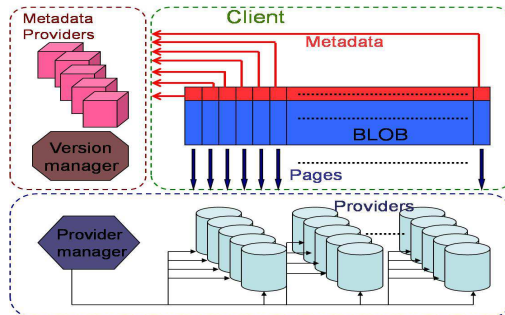 Metadata
Providers
Version
manager
Client
Metadata
BLOB
Pages
Providers
Provider
manager